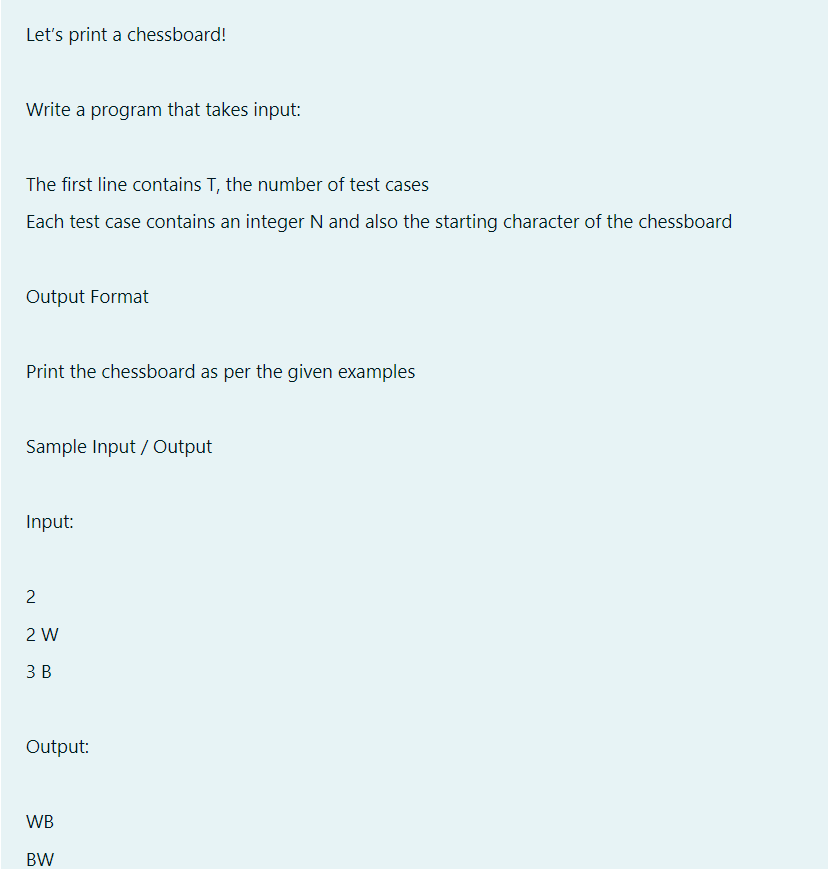 Let's print a chessboard!
Write a program that takes input:
The first line contains T, the number of test cases
Each test case contains an integer N and also the starting character of the chessboard
Output Format
Print the chessboard as per the given examples
Sample Input / Output
Input:
2
2 W
3 B
Output:
WB
BW